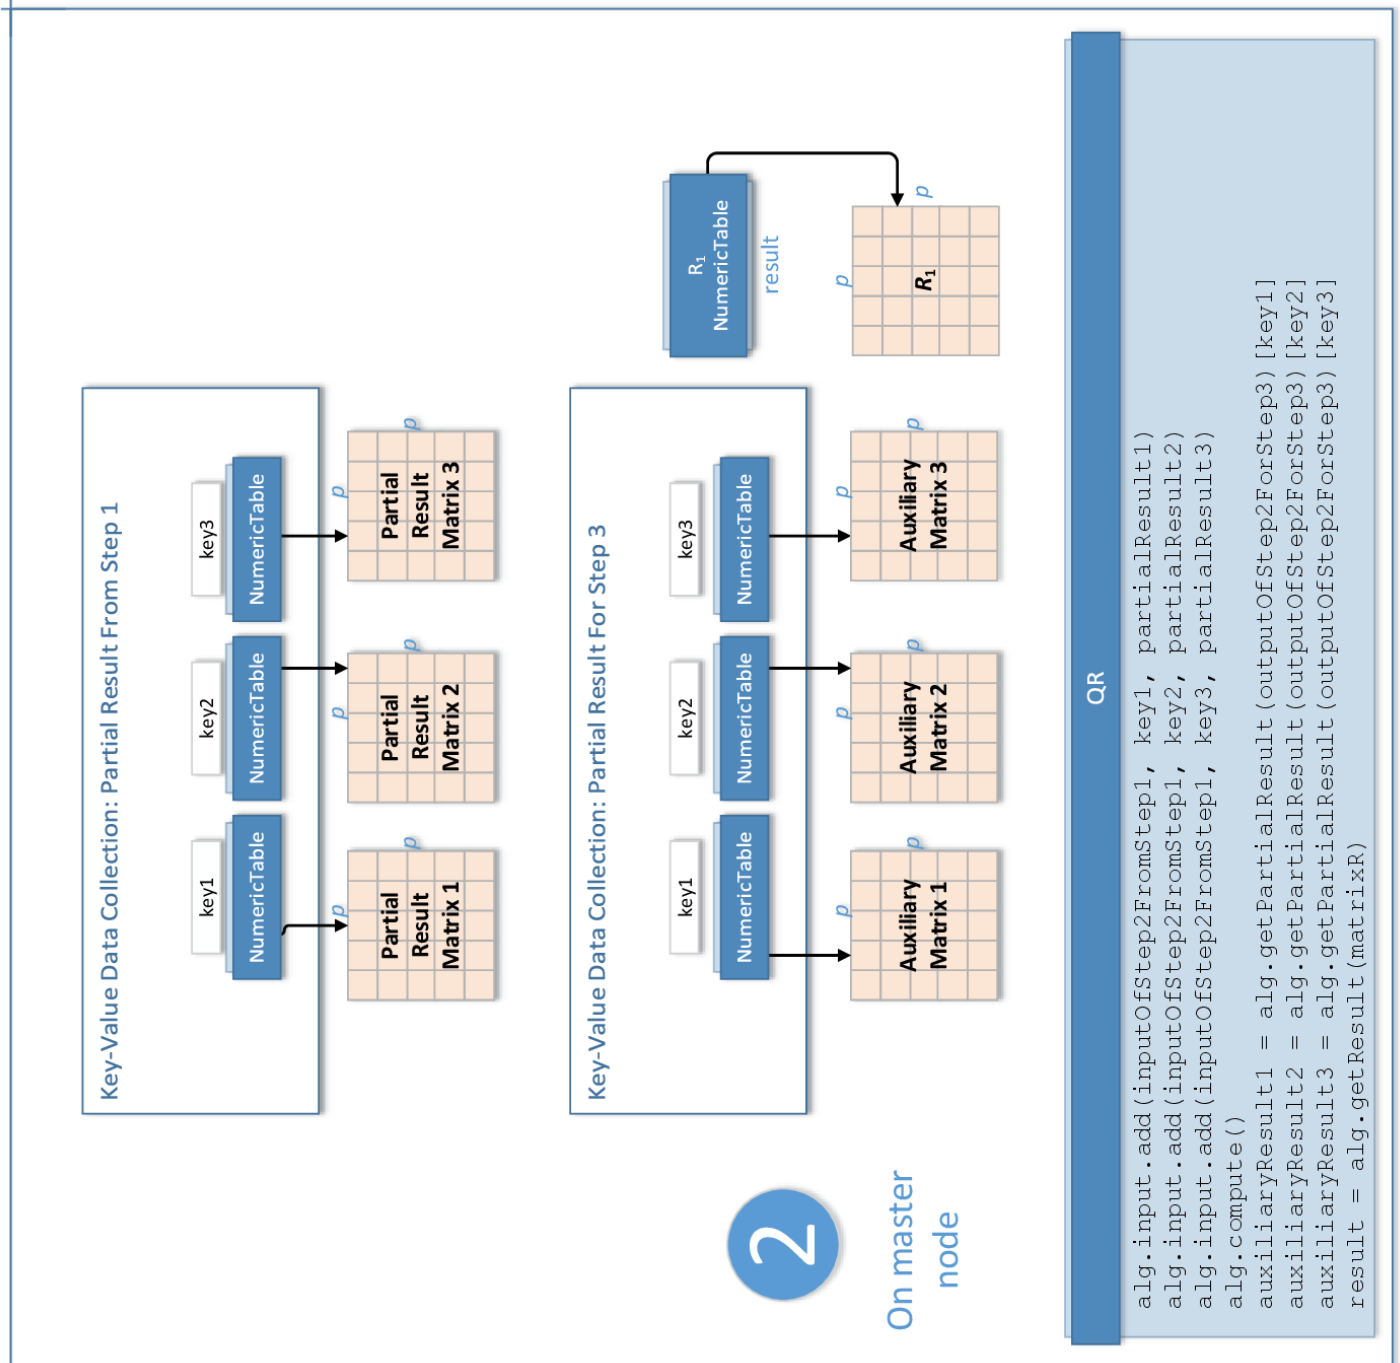 2
On master
node
Key-Value Data Collection: Partial Result From Step 1
key1
key2
key3
NumericTable
NumericTable
NumericTable
p
p
p
p
p
p
Partial
Result
Matrix 1
Partial
Result
Matrix 2
Partial
Result
Matrix 3
Key-Value Data Collection: Partial Result For Step 3
key1
key2
key3
NumericTable
NumericTable
NumericTable
p
p
p
p
p
p
Auxiliary
Matrix 1
Auxiliary
Matrix 2
Auxiliary
Matrix 3
R₁
NumericTable
result
p
p
R₁
QR
alg.input.add(inputOfStep2FromStep1, key1, partialResult1)
alg.input.add(inputOfStep2FromStep1, key2, partialResult2)
alg.input.add(inputOfStep2FromStep1, key3, partialResult3)
alg.compute()
auxiliaryResult1 = alg.getPartialResult(outputOfStep2ForStep3)[key1]
auxiliaryResult2 = alg.getPartialResult(outputOfStep2ForStep3)[key2]
auxiliaryResult3 = alg.getPartialResult(outputOfStep2ForStep3)[key3]
result = alg.getResult(matrixR)